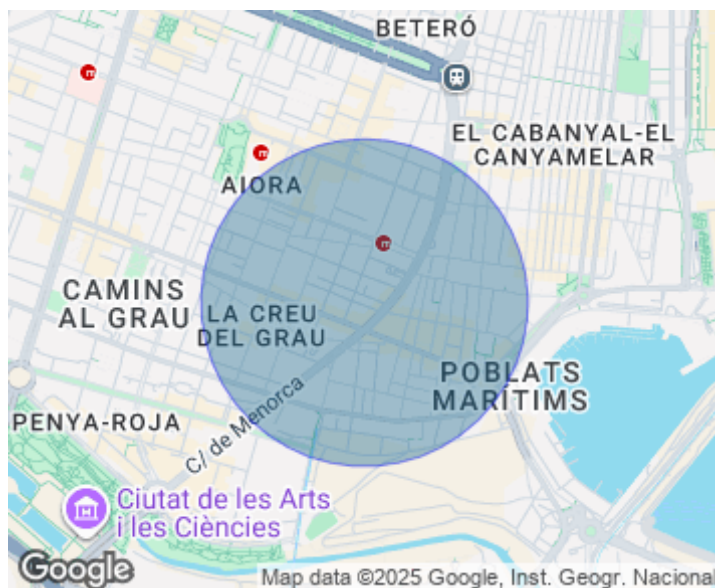 BETERÓ
EL CABANYAL-EL
CANYAMELAR
AIORA
CAMINS
AL GRAU
LA CREU
DEL GRAU
POBLATS
MARÍTIMS
PENYA-ROJA
C/ de Menorca
Ciutat de les Arts
i les Ciències
Google
Map data ©2025 Google, Inst. Geogr. Nacional